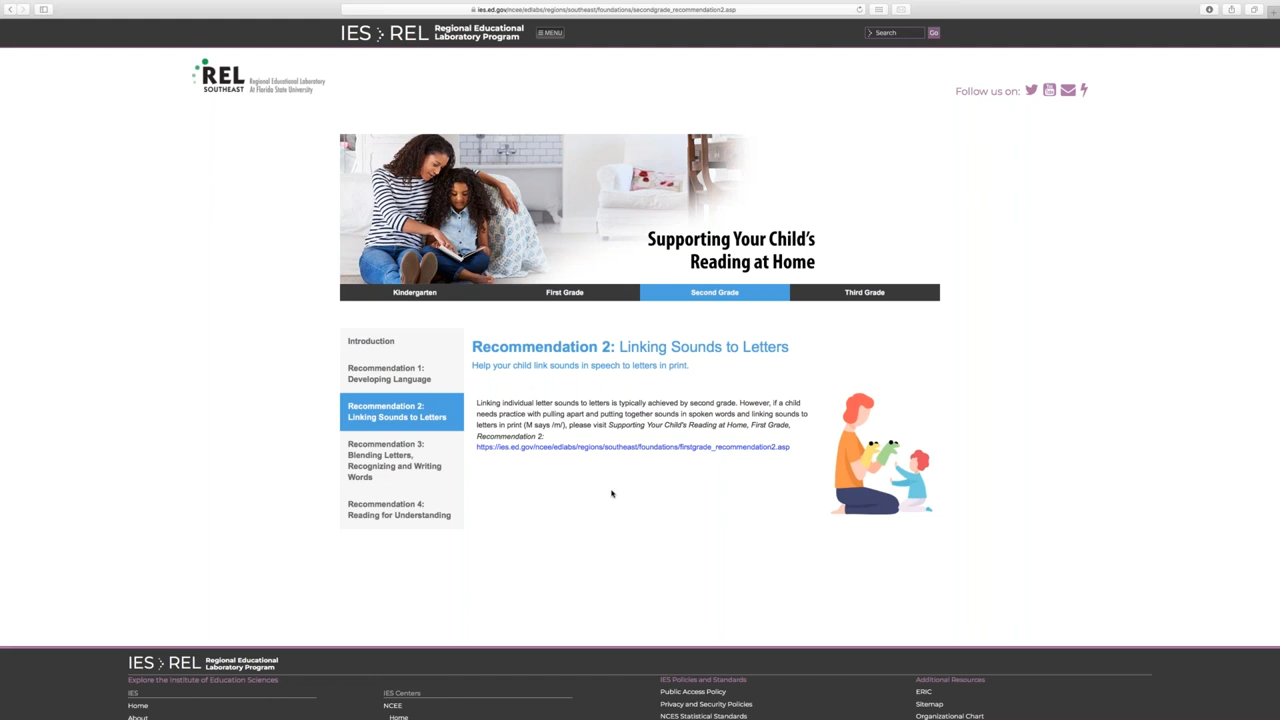 ies.ed.gov/ncee/edlabs/regions/southeast/foundations/secondgrade_recommendation2.asp
IES > REL Regional Educational
Laboratory Program
MENU
Search
Go
REL
SOUTHEAST
Regional Educational Laboratory
At Florida State University
Follow us on:
Supporting Your Child's
Reading at Home
Kindergarten
First Grade
Second Grade
Third Grade
Introduction
Recommendation 1:
Developing Language
Recommendation 2:
Linking Sounds to Letters
Recommendation 3:
Blending Letters,
Recognizing and Writing
Words
Recommendation 4:
Reading for Understanding
Recommendation 2: Linking Sounds to Letters
Help your child link sounds in speech to letters in print.
Linking individual letter sounds to letters is typically achieved by second grade. However, if a child
needs practice with pulling apart and putting together sounds in spoken words and linking sounds to
letters in print (M says /m/), please visit Supporting Your Child's Reading at Home, First Grade,
Recommendation 2:
https://ies.ed.gov/ncee/edlabs/regions/southeast/foundations/firstgrade_recommendation2.asp
IES > REL Regional Educational
Laboratory Program
Explore the Institute of Education Sciences
IES
Home
About
IES Centers
NCEE
Home
IES Policies and Standards
Public Access Policy
Privacy and Security Policies
NCES Statistical Standards
Additional Resources
ERIC
Sitemap
Organizational Chart